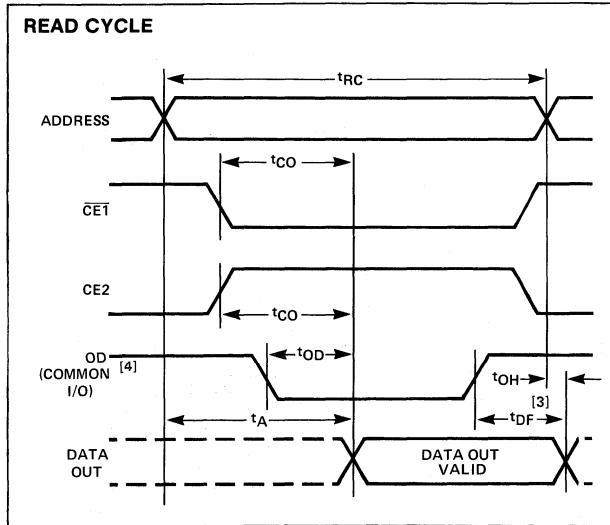 READ CYCLE
tRC
ADDRESS
tCO
CE1
CE2
tCO
OD [4]
(COMMON
I/O)
tOD
tOH
[3]
tA
tDF
DATA
OUT
DATA OUT
VALID